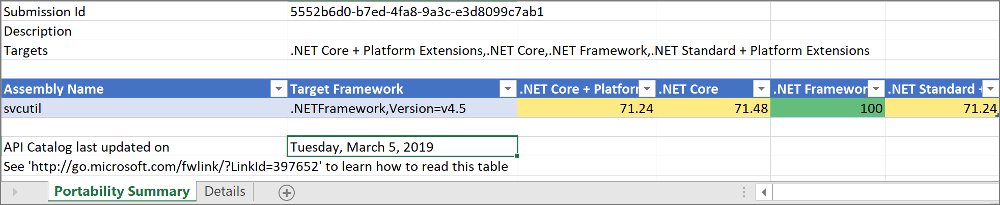 Submission Id 5552b6d0-b7ed-4fa8-9a3c-e3d8099c7ab1
Description
Targets .NET Core + Platform Extensions,.NET Core,.NET Framework,.NET Standard + Platform Extensions
Assembly Name Target Framework .NET Core + Platfor .NET Core .NET Framewor .NET Standard +
svcutil .NETFramework,Version=v4.5 71.24 71.48 100 71.24
API Catalog last updated on Tuesday, March 5, 2019
See 'http://go.microsoft.com/fwlink/?LinkId=397652' to learn how to read this table
Portability Summary Details